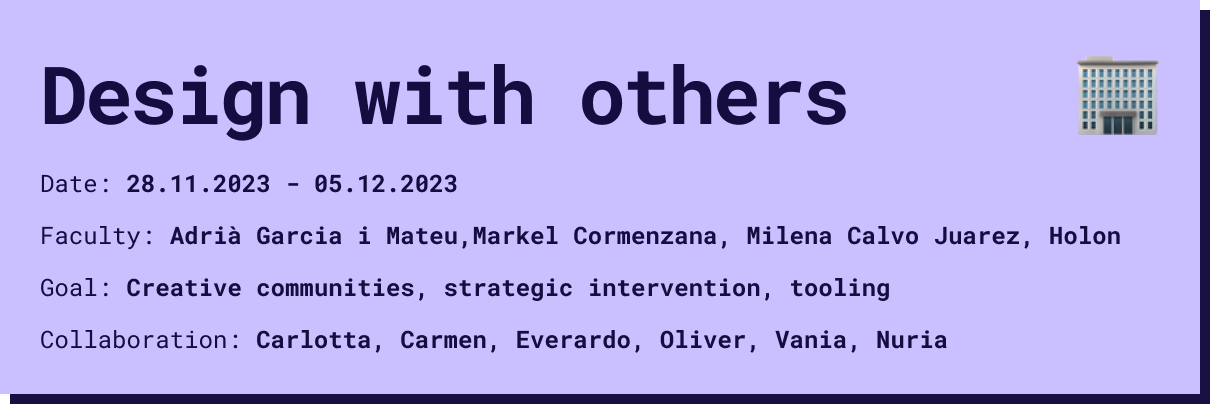 Design with others
Date: 28.11.2023 - 05.12.2023
Faculty: Adrià Garcia i Mateu,Markel Cormenzana, Milena Calvo Juarez, Holon
Goal: Creative communities, strategic intervention, tooling
Collaboration: Carlotta, Carmen, Everardo, Oliver, Vania, Nuria